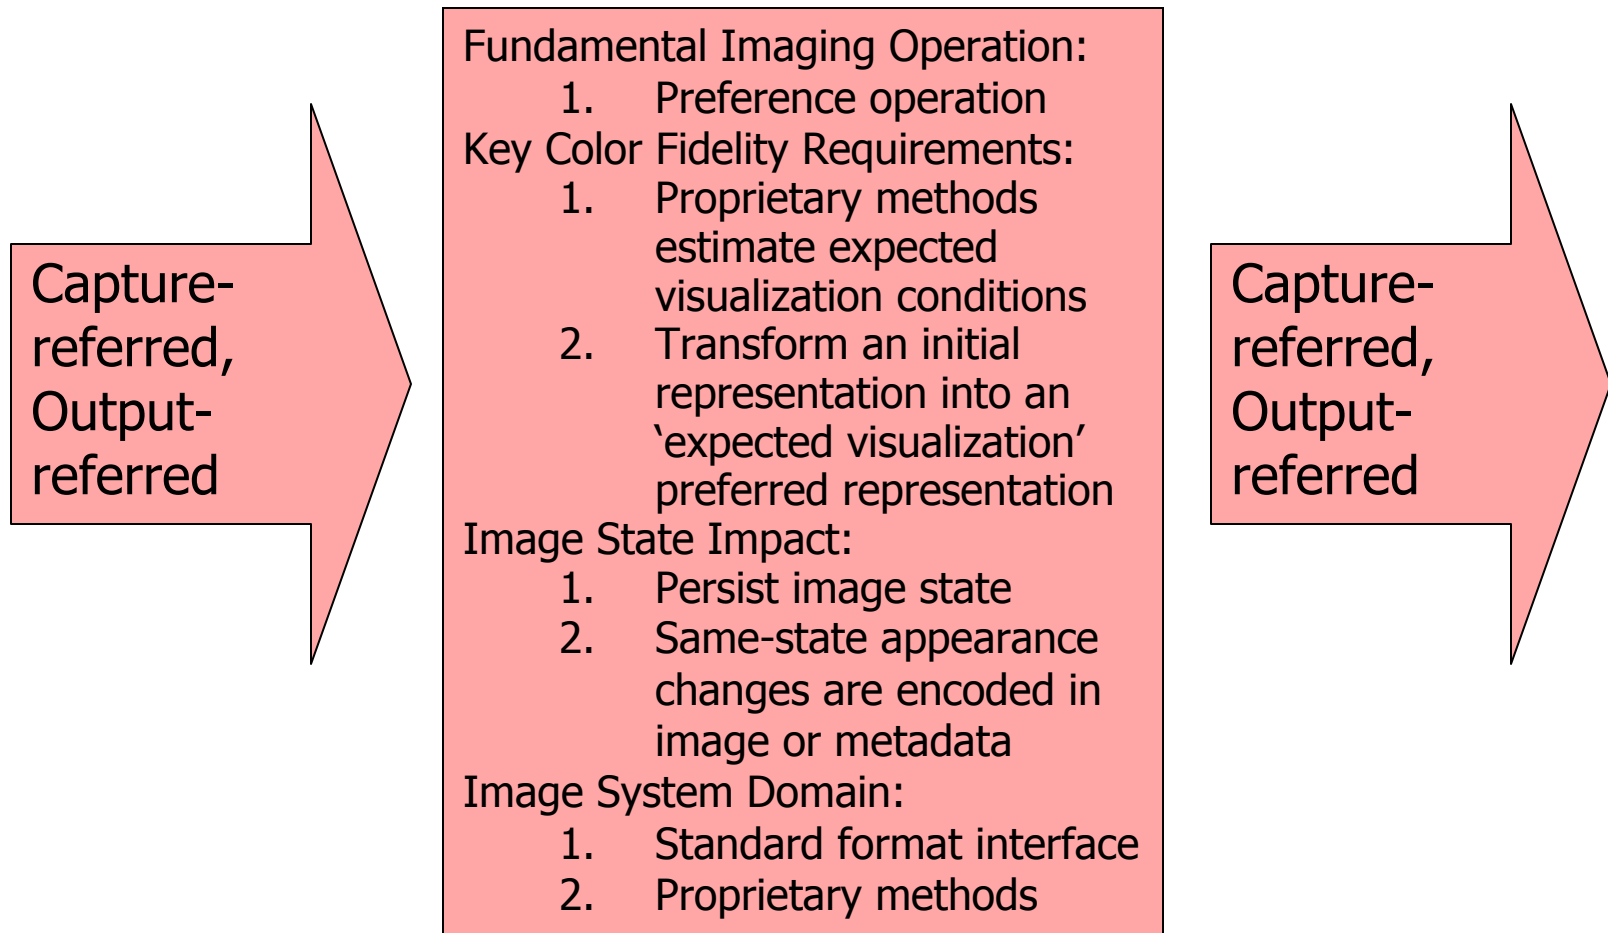 Capture-
referred,
Output-
referred
Fundamental Imaging Operation:
1. Preference operation
Key Color Fidelity Requirements:
1. Proprietary methods
estimate expected
visualization conditions
2. Transform an initial
representation into an
‘expected visualization’
preferred representation
Image State Impact:
1. Persist image state
2. Same-state appearance
changes are encoded in
image or metadata
Image System Domain:
1. Standard format interface
2. Proprietary methods
Capture-
referred,
Output-
referred